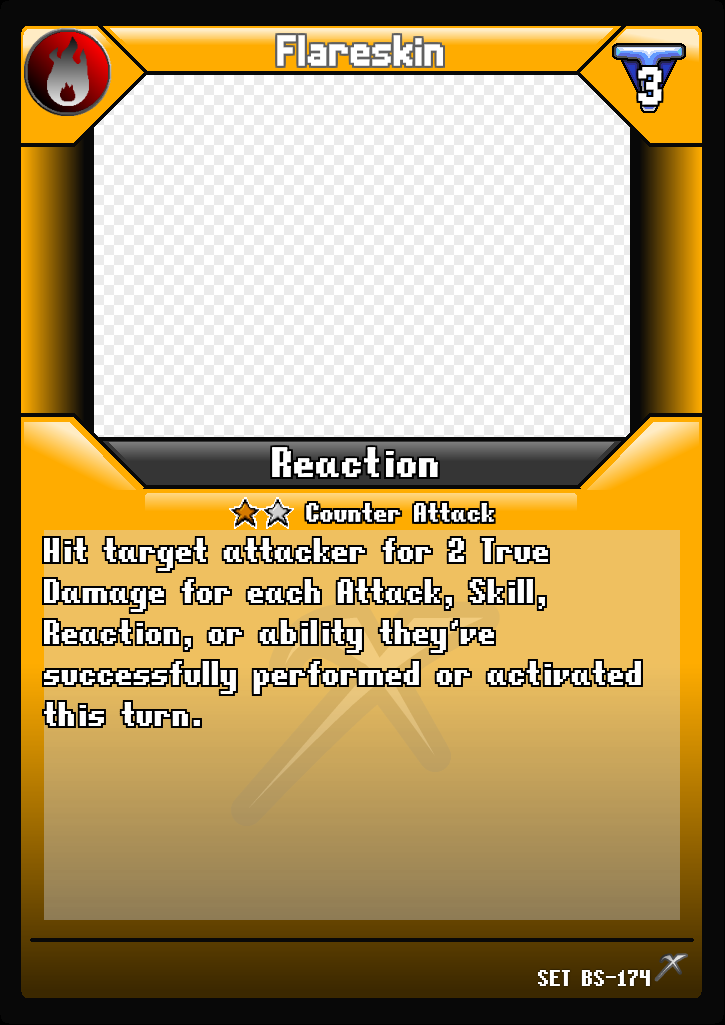 Flareskin
3
Reaction
Counter Attack
Hit target attacker for 2 True
Damage for each Attack, Skill,
Reaction, or ability they've
successfully performed or activated
this turn.
SET BS-174